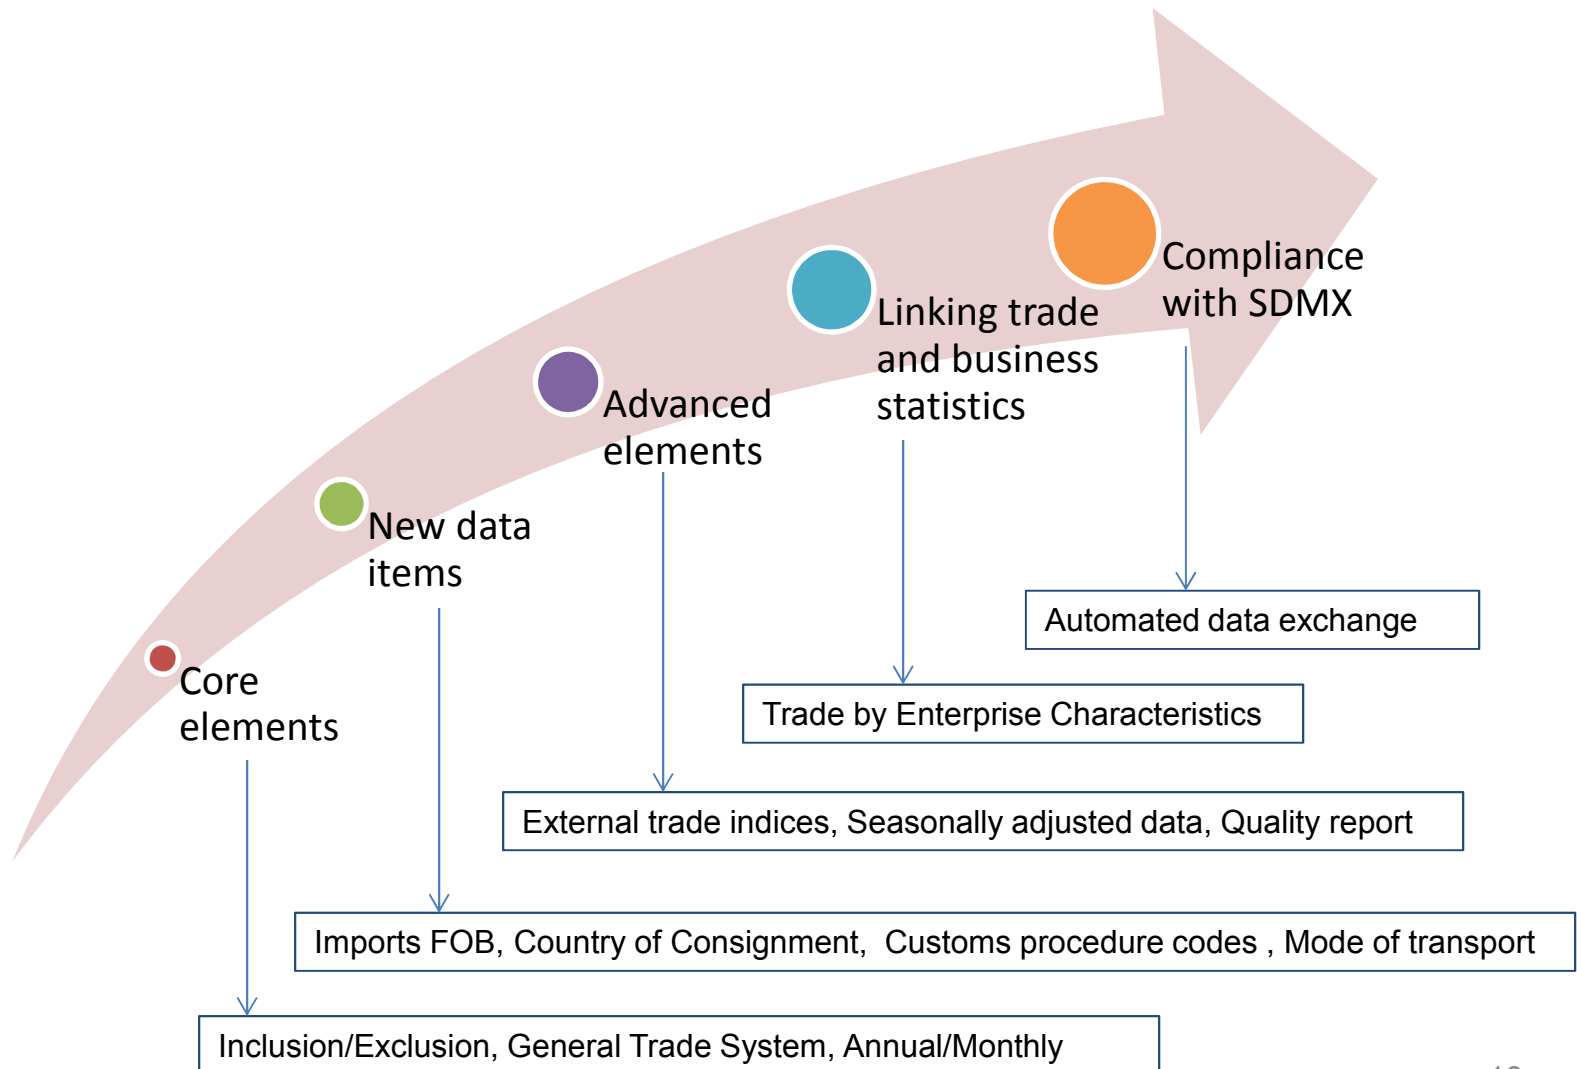 Compliance
with SDMX
Linking trade
and business
statistics
Advanced
elements
New data
items
Core
elements
Automated data exchange
Trade by Enterprise Characteristics
External trade indices, Seasonally adjusted data, Quality report
Imports FOB, Country of Consignment,  Customs procedure codes , Mode of transport
Inclusion/Exclusion, General Trade System, Annual/Monthly